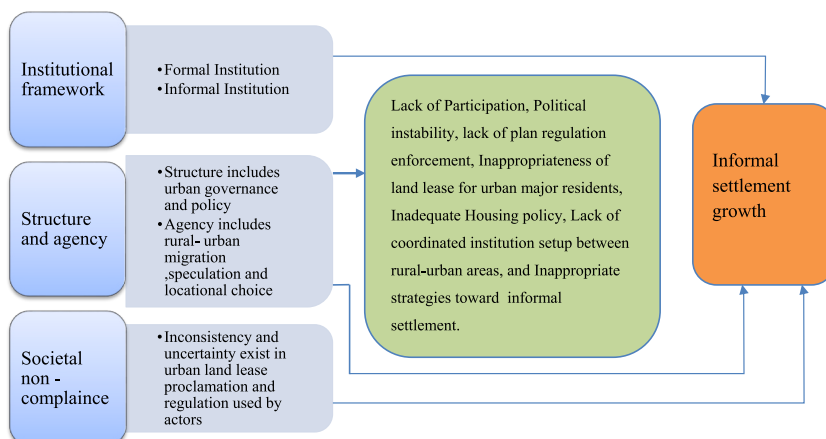 Institutional
framework
•Formal Institution
•Informal Institution
Structure
and agency
•Structure includes
urban governance
and policy
•Agency includes
rural- urban
migration
,speculation and
locational choice
Societal
non -
complaince
•Inconsistency and
uncertainty exist in
urban land lease
proclamation and
regulation used by
actors
Lack of Participation, Political
instability, lack of plan regulation
enforcement, Inappropriateness of
land lease for urban major residents,
Inadequate Housing policy, Lack of
coordinated institution setup between
rural-urban areas, and Inappropriate
strategies toward informal
settlement.
Informal
settlement
growth